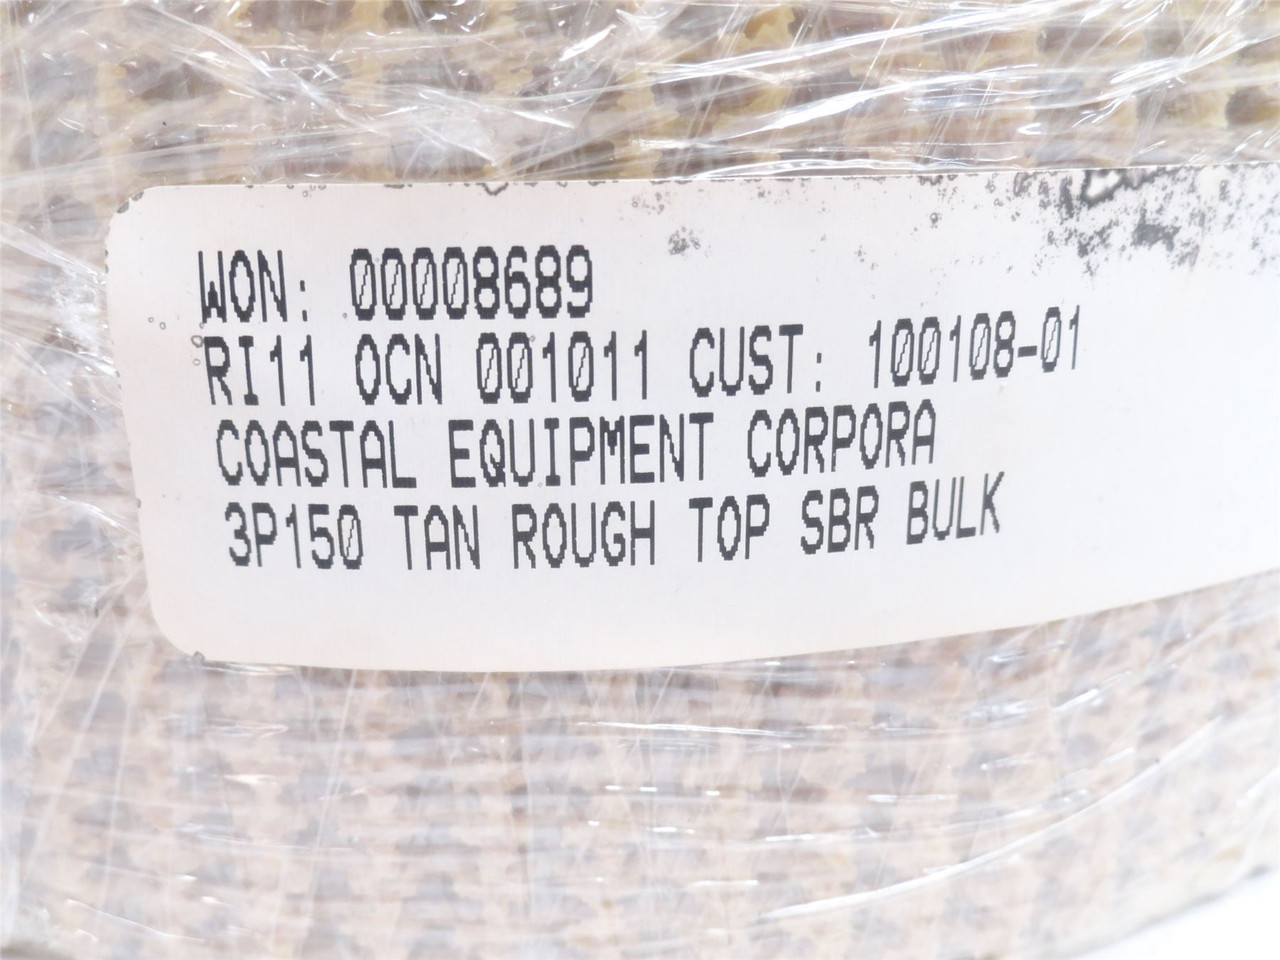 WON: 00008689
RI11 OCN 001011 CUST: 100108-01
COASTAL EQUIPMENT CORPORA
3P150 TAN ROUGH TOP SBR BULK